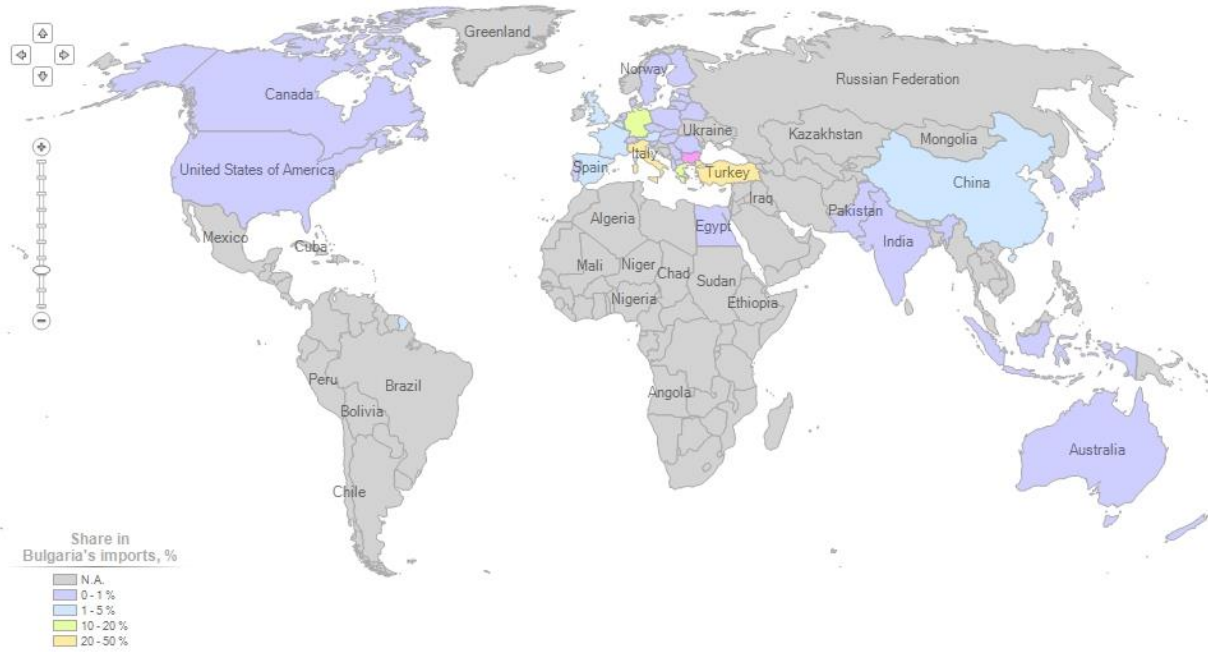 Greenland
Norway
Russian Federation
Canada
Ukraine
Kazakhstan
Mongolia
Italy
Spain
Turkey
United States of America
China
Iraq
Pakistan
Algeria
Egypt
Mexico
Cuba
India
Mali
Niger
Chad
Sudan
Nigeria
Ethiopia
Peru
Brazil
Angola
Bolivia
Australia
Chile
Share in
Bulgaria's imports, %
N.A.
0 - 1 %
1 - 5 %
10 - 20 %
20 - 50 %